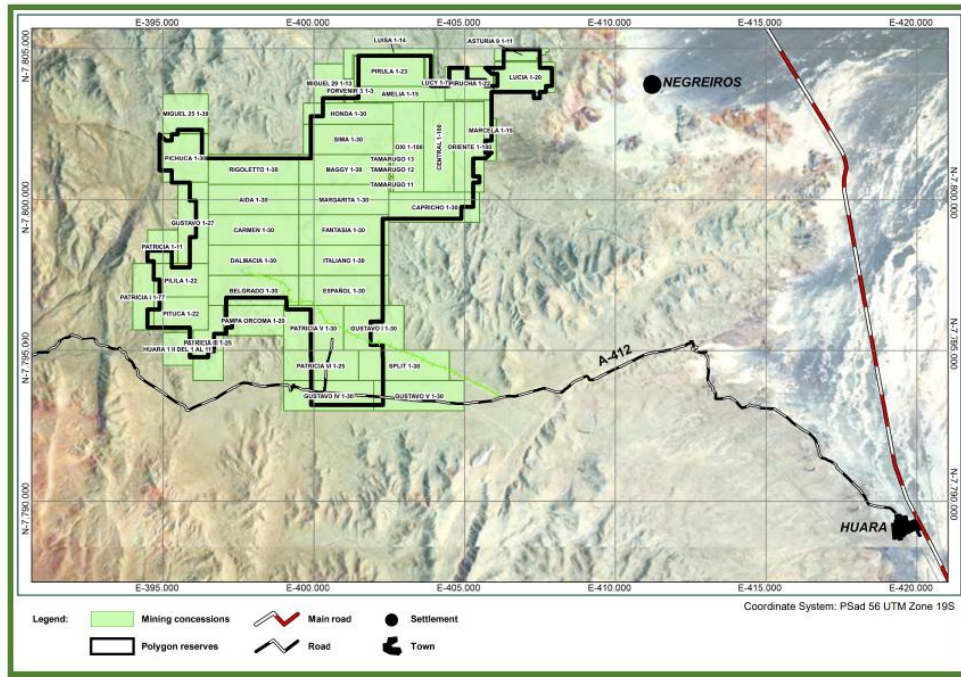 E-395.000 E-400.000 E-405.000 E-410.000 E-415.000 E-420.000
N-7.805.000
N-7.800.000
N-7.795.000
N-7.790.000
LUISA 1-14
ASTURIA 9 1-11
PIRULA 1-23
LUCIA 1-20
MIGUEL 29 1-13
LUCY 1-7
PIRUCHA 1-22
FORVENIR 3 1-3
AMELIA 1-15
NEGREIROS
MIGUEL 25 1-39
HONDA 1-30
SIMA 1-30
MARCELA 1-15
OXI 1-100
CENTRAL 1-100
ORIENTE 1-100
PICHUCA 1-30
RIGOLETTO 1-30
MAGGY 1-30
TAMARUGO 13
TAMARUGO 12
TAMARUGO 11
AIDA 1-30
MARGARITA 1-30
CAPRICHO 1-30
GUSTAVO 1-27
CARMEN 1-30
FANTASIA 1-30
PATRICIA 1-11
DALMACIA 1-30
ITALIANO 1-30
PILILA 1-22
PATRICIA I 1-77
BELGRADO 1-30
ESPAÑOL 1-30
PITUCA 1-22
PAMPA ORCOMA 1-20
PATRICIA V 1-30
GUSTAVO I 1-30
PATRICIA III 1-25
HUARA 1 II DEL 1 AL 11
PATRICIA VI 1-25
SPLIT 1-30
A-412
GUSTAVO IV 1-30
GUSTAVO V 1-30
HUARA
N-7.805.000
N-7.800.000
N-7.795.000
N-7.790.000
E-395.000 E-400.000 E-405.000 E-410.000 E-415.000 E-420.000
Coordinate System: PSad 56 UTM Zone 19S
Legend: Mining concessions Main road Settlement
Polygon reserves Road Town